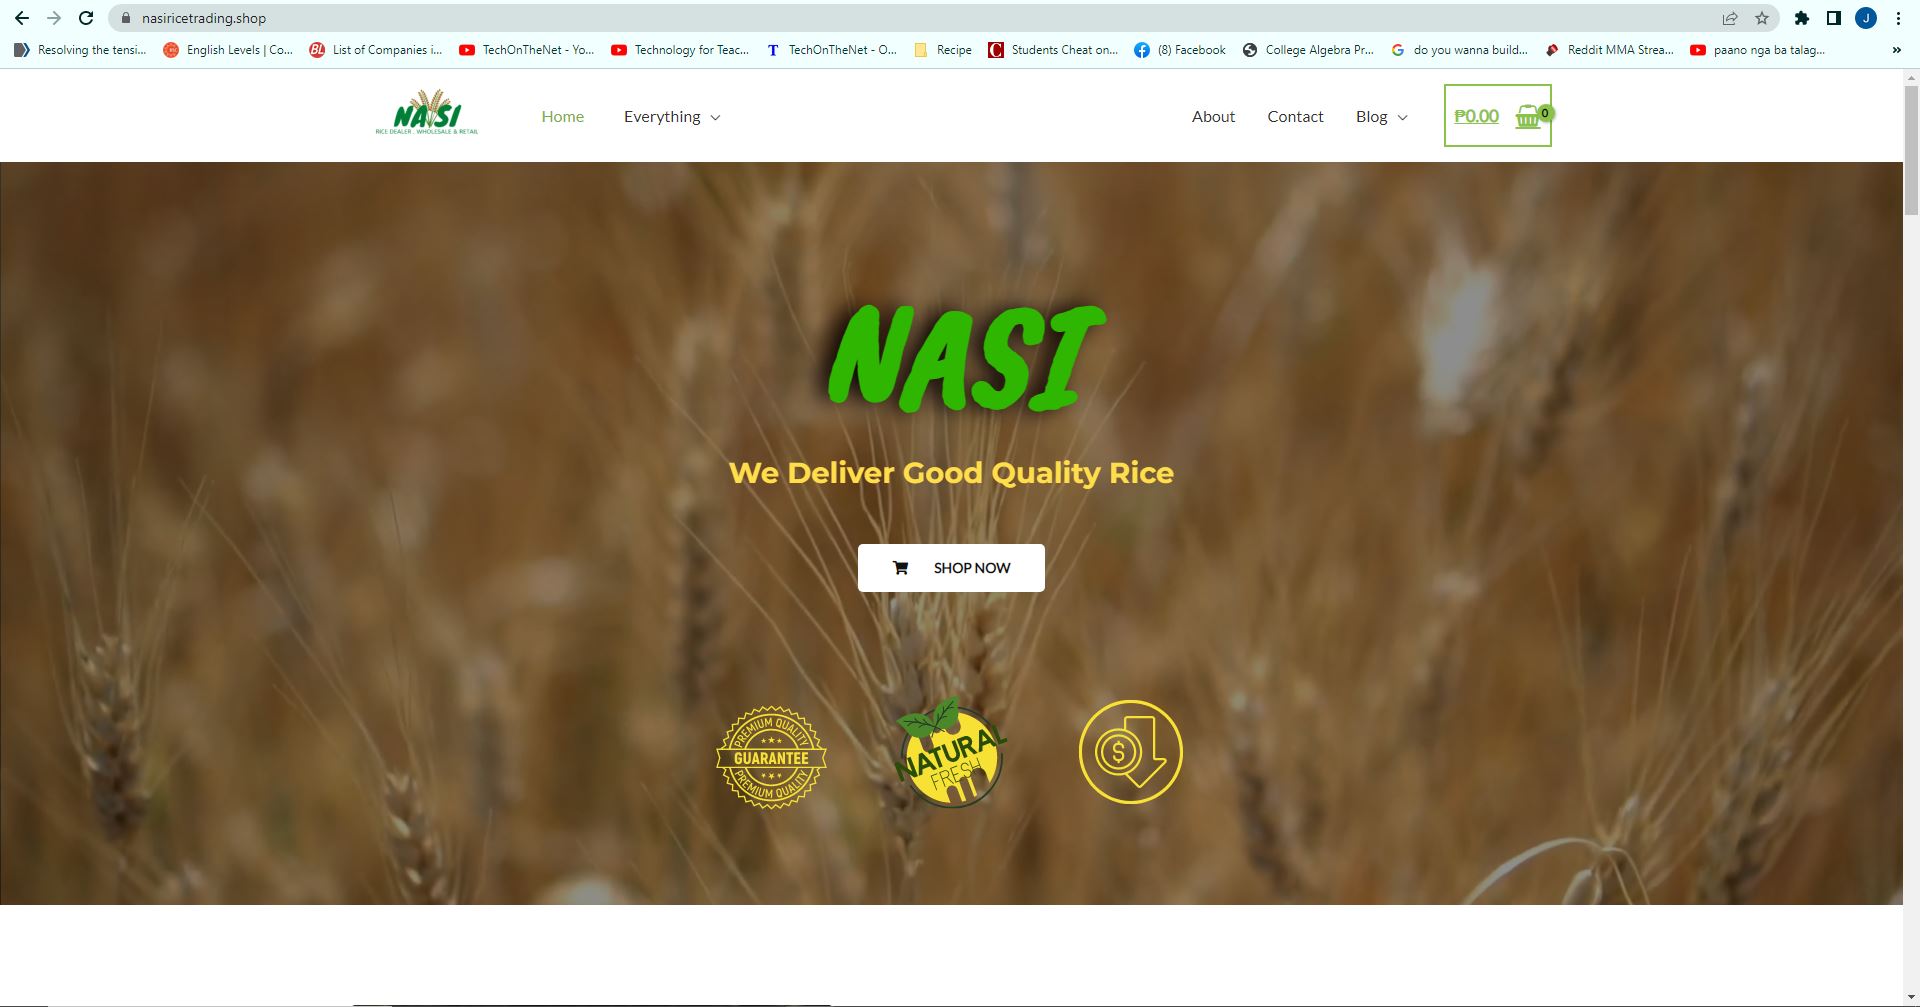 nasiricetrading.shop
J
Resolving the tensi...
English Levels | Co...
List of Companies i...
TechOnTheNet - Yo...
Technology for Teac...
TechOnTheNet - O...
Recipe
Students Cheat on...
(8) Facebook
College Algebra Pr...
do you wanna build...
Reddit MMA Strea...
paano nga ba talag...
»
NASI
RICE DEALER : WHOLESALE & RETAIL
Home
Everything
About
Contact
Blog
₱0.00
0
NASI
We Deliver Good Quality Rice
SHOP NOW
PREMIUM QUALITY
GUARANTEE
PREMIUM QUALITY
NATURAL
FRESH
$